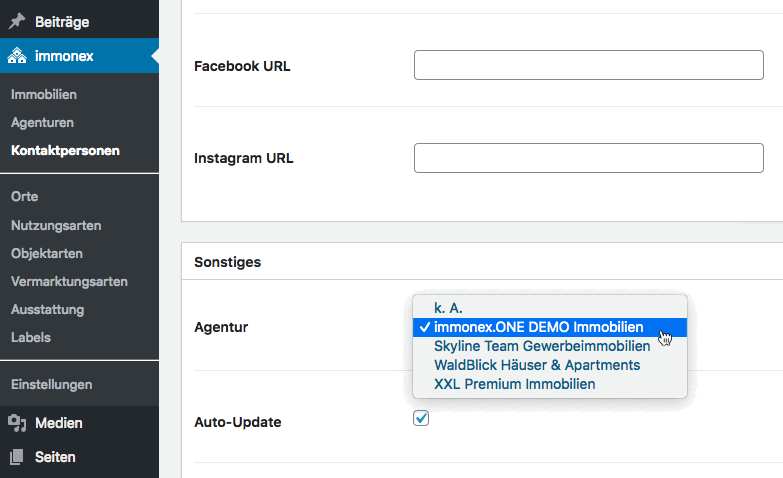 Beiträge
immonex
Immobilien
Agenturen
Kontaktpersonen
Orte
Nutzungsarten
Objektarten
Vermarktungsarten
Ausstattung
Labels
Einstellungen
Medien
Seiten
Facebook URL
Instagram URL
Sonstiges
Agentur
k. A.
✓ immonex.ONE DEMO Immobilien
Skyline Team Gewerbeimmobilien
WaldBlick Häuser & Apartments
XXL Premium Immobilien
Auto-Update